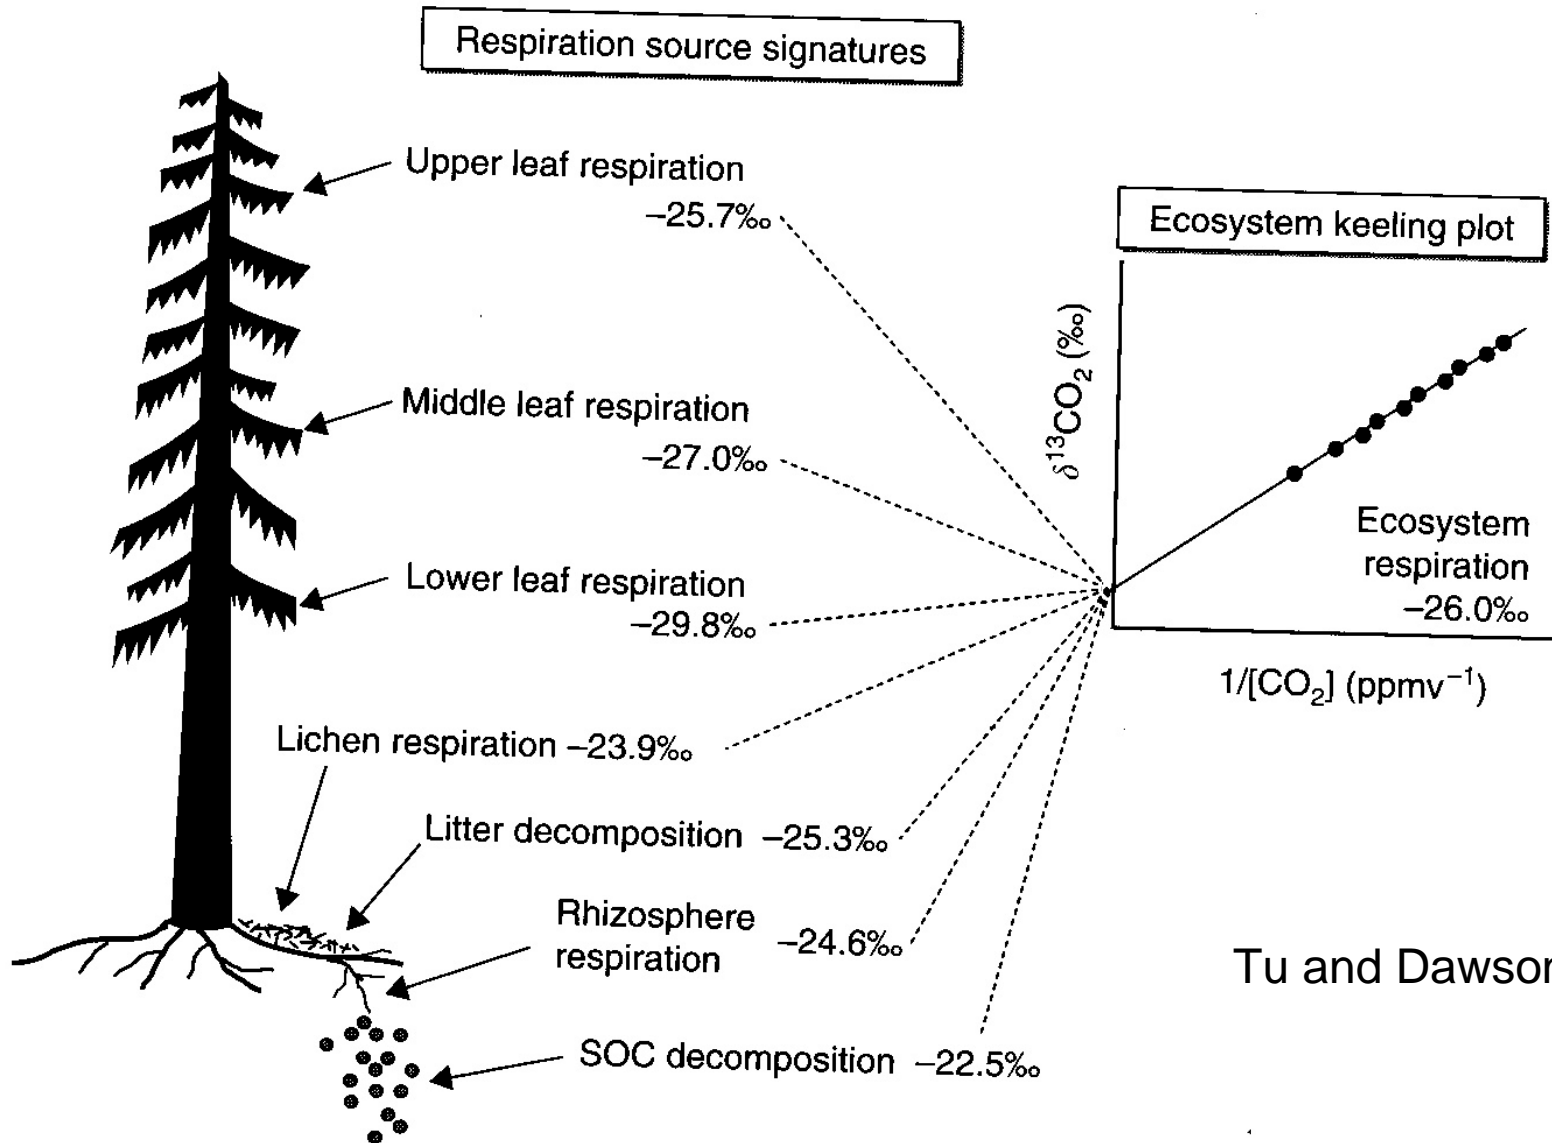 Respiration source signatures
Upper leaf respiration
−25.7‰
Ecosystem keeling plot
δ¹³CO₂ (‰)
Middle leaf respiration
−27.0‰
Ecosystem
respiration
−26.0‰
Lower leaf respiration
−29.8‰
1/[CO₂] (ppmv⁻¹)
Lichen respiration −23.9‰
Litter decomposition −25.3‰
Rhizosphere
respiration
−24.6‰
Tu and Dawson
SOC decomposition −22.5‰